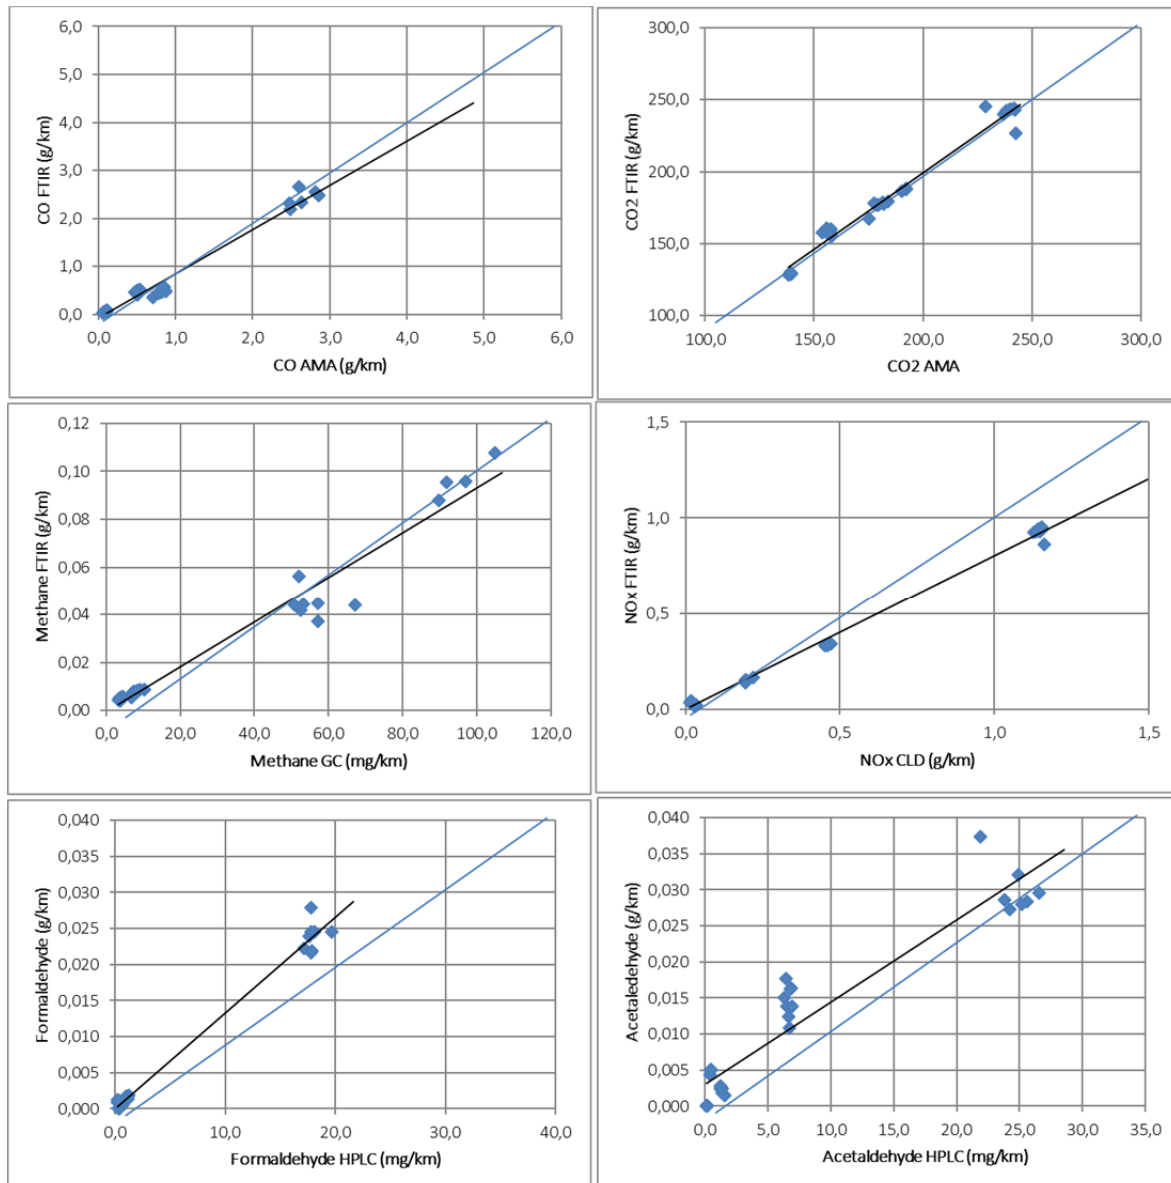 6,0
5,0
4,0
3,0
2,0
1,0
0,0
CO FTIR (g/km)
0,0 1,0 2,0 3,0 4,0 5,0 6,0
CO AMA (g/km)
300,0
250,0
200,0
150,0
100,0
CO2 FTIR (g/km)
100,0 150,0 200,0 250,0 300,0
CO2 AMA
0,12
0,10
0,08
0,06
0,04
0,02
0,00
Methane FTIR (g/km)
0,0 20,0 40,0 60,0 80,0 100,0 120,0
Methane GC (mg/km)
1,5
1,0
0,5
0,0
NOx FTIR (g/km)
0,0 0,5 1,0 1,5
NOx CLD (g/km)
0,040
0,035
0,030
0,025
0,020
0,015
0,010
0,005
0,000
Formaldehyde (g/km)
0,0 10,0 20,0 30,0 40,0
Formaldehyde HPLC (mg/km)
0,040
0,035
0,030
0,025
0,020
0,015
0,010
0,005
0,000
Acetaledehyde (g/km)
0,0 5,0 10,0 15,0 20,0 25,0 30,0 35,0
Acetaldehyde HPLC (mg/km)